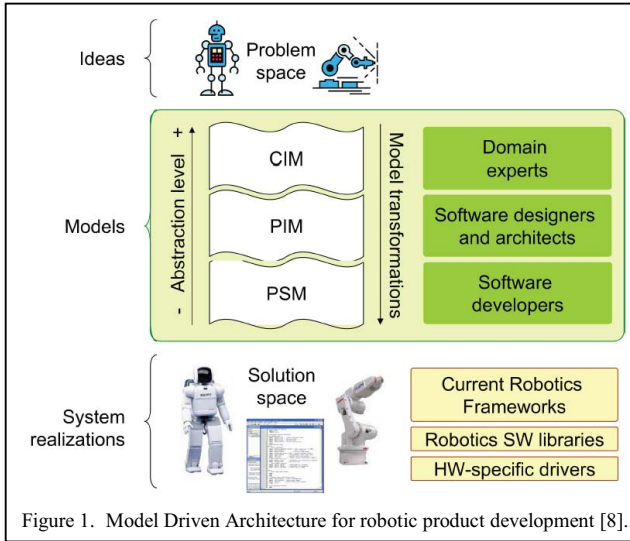 Ideas
Problem
space
Models
- Abstraction level +
CIM
PIM
PSM
Model transformations
Domain
experts
Software designers
and architects
Software
developers
System
realizations
Solution
space
Current Robotics
Frameworks
Robotics SW libraries
HW-specific drivers
Figure 1. Model Driven Architecture for robotic product development [8].